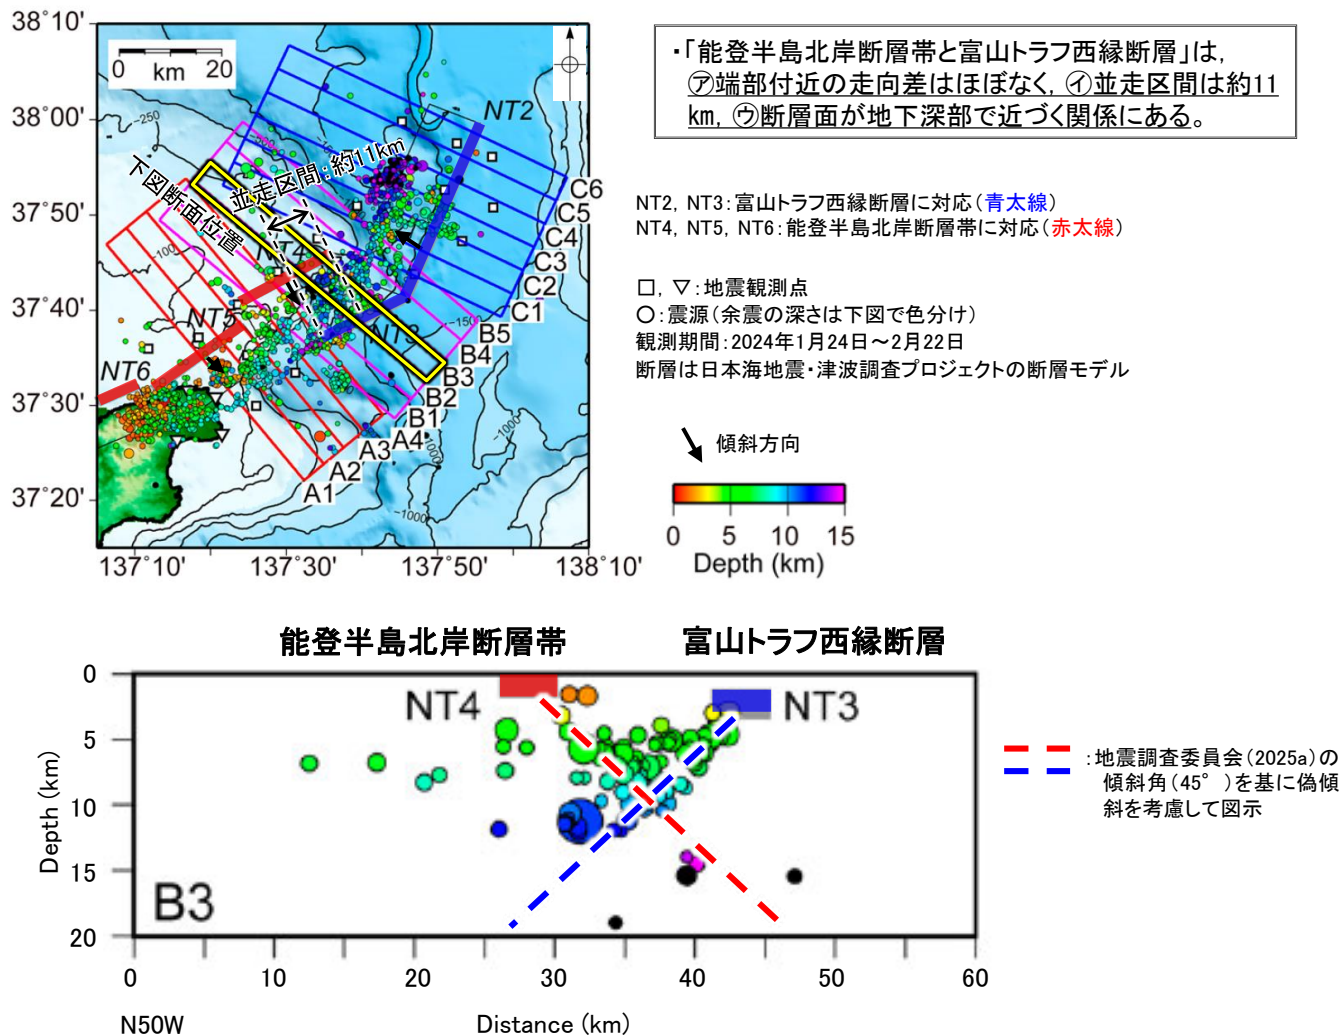 38°10'
38°00'
37°50'
37°40'
37°30'
37°20'
137°10'
137°30'
137°50'
138°10'
0 km 20
-250
-500
-100
-1500
-1000
-1000
-1000
NT2
NT3
NT4
NT5
NT6
並走区間：約11km
下図断面位置
C6
C5
C4
C3
C2
C1
B5
B4
B3
B2
B1
A4
A3
A2
A1
・「能登半島北岸断層帯と富山トラフ西縁断層」は，
㋐端部付近の走向差はほぼなく，㋑並走区間は約11
km，㋒断層面が地下深部で近づく関係にある。
NT2，NT3：富山トラフ西縁断層に対応（青太線）
NT4，NT5，NT6：能登半島北岸断層帯に対応（赤太線）
□，▽：地震観測点
○：震源（余震の深さは下図で色分け）
観測期間：2024年1月24日～2月22日
断層は日本海地震・津波調査プロジェクトの断層モデル
傾斜方向
0 5 10 15
Depth (km)
能登半島北岸断層帯
富山トラフ西縁断層
NT4
NT3
B3
0
5
10
15
20
Depth (km)
0 10 20 30 40 50 60
N50W
Distance (km)
：地震調査委員会（2025a）の
傾斜角（45°）を基に偽傾
斜を考慮して図示